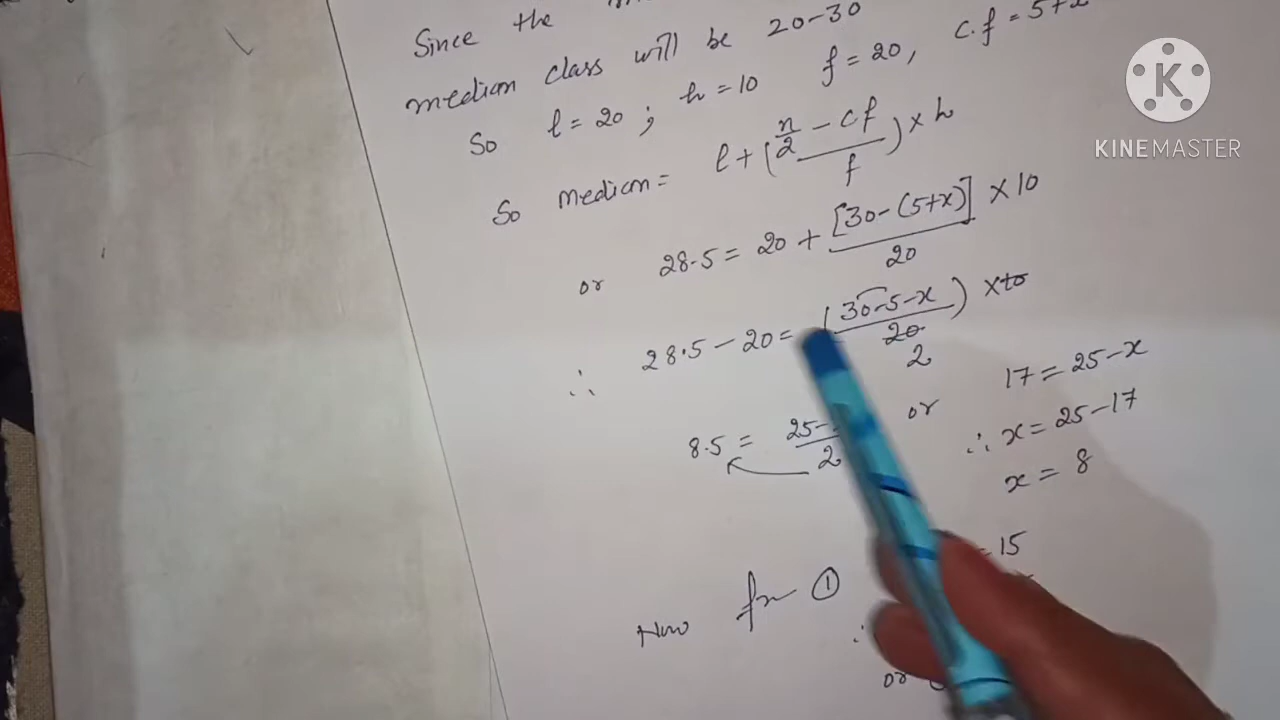 Since the
median class will be 20-30
So l = 20 ; h = 10 f = 20, c.f = 5+x
So median = l + (n/2 - cf / f) × h
or 28.5 = 20 + [30-(5+x)] / 20 × 10
∴ 28.5 - 20 = (30-5-x / 20) × 10
2
8.5 = 25- / 2 or 17 = 25-x
∴ x = 25-17
x = 8
Now fr ① = 15
∴
or
K
KINEMASTER